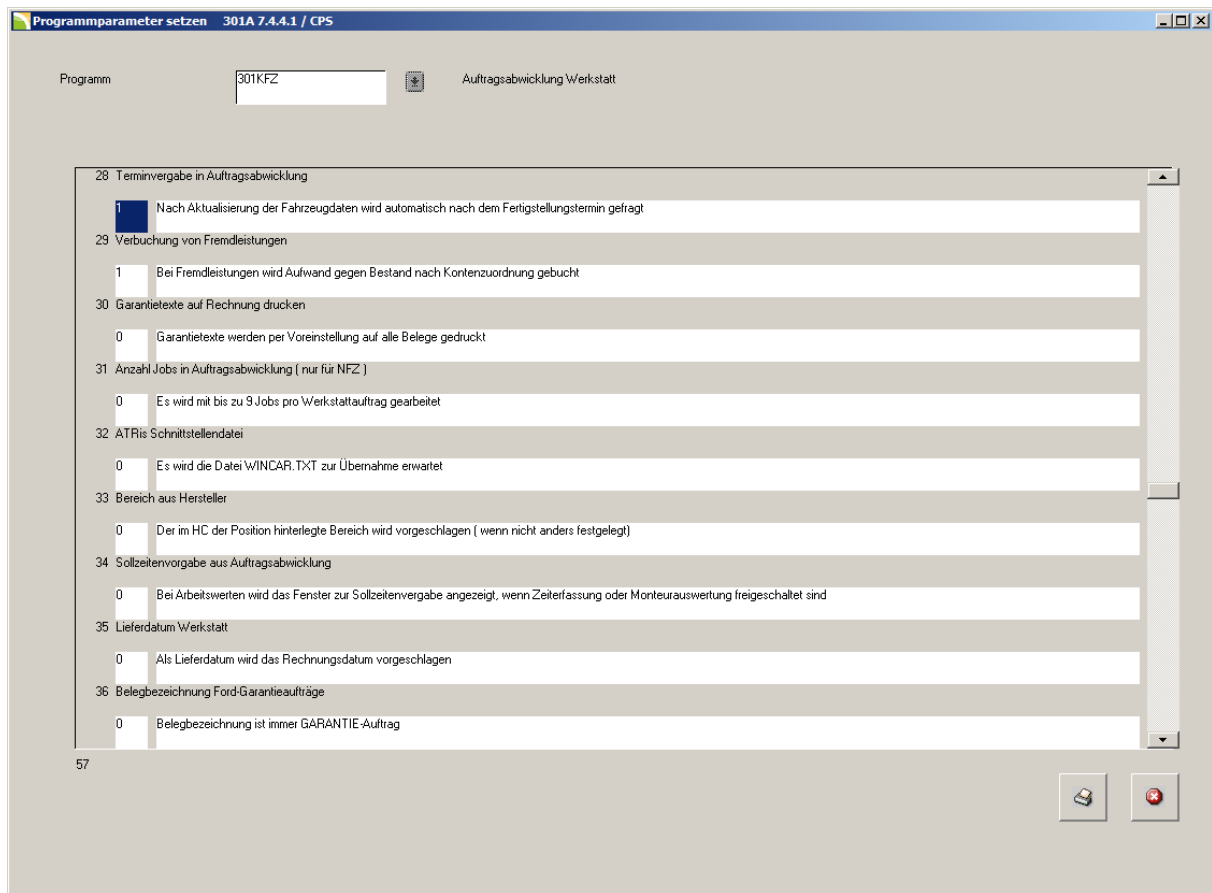 Programmparameter setzen 301A 7.4.4.1 / CPS
Programm 301KFZ Auftragsabwicklung Werkstatt
28 Terminvergabe in Auftragsabwicklung
1 Nach Aktualisierung der Fahrzeugdaten wird automatisch nach dem Fertigstellungstermin gefragt
29 Verbuchung von Fremdleistungen
1 Bei Fremdleistungen wird Aufwand gegen Bestand nach Kontenzuordnung gebucht
30 Garantietexte auf Rechnung drucken
0 Garantietexte werden per Voreinstellung auf alle Belege gedruckt
31 Anzahl Jobs in Auftragsabwicklung ( nur für NFZ )
0 Es wird mit bis zu 9 Jobs pro Werkstattauftrag gearbeitet
32 ATRis Schnittstellendatei
0 Es wird die Datei WINCAR.TXT zur Übernahme erwartet
33 Bereich aus Hersteller
0 Der im HC der Position hinterlegte Bereich wird vorgeschlagen ( wenn nicht anders festgelegt)
34 Sollzeitenvorgabe aus Auftragsabwicklung
0 Bei Arbeitswerten wird das Fenster zur Sollzeitenvergabe angezeigt, wenn Zeiterfassung oder Monteurauswertung freigeschaltet sind
35 Lieferdatum Werkstatt
0 Als Lieferdatum wird das Rechnungsdatum vorgeschlagen
36 Belegbezeichnung Ford-Garantieaufträge
0 Belegbezeichnung ist immer GARANTIE-Auftrag
57